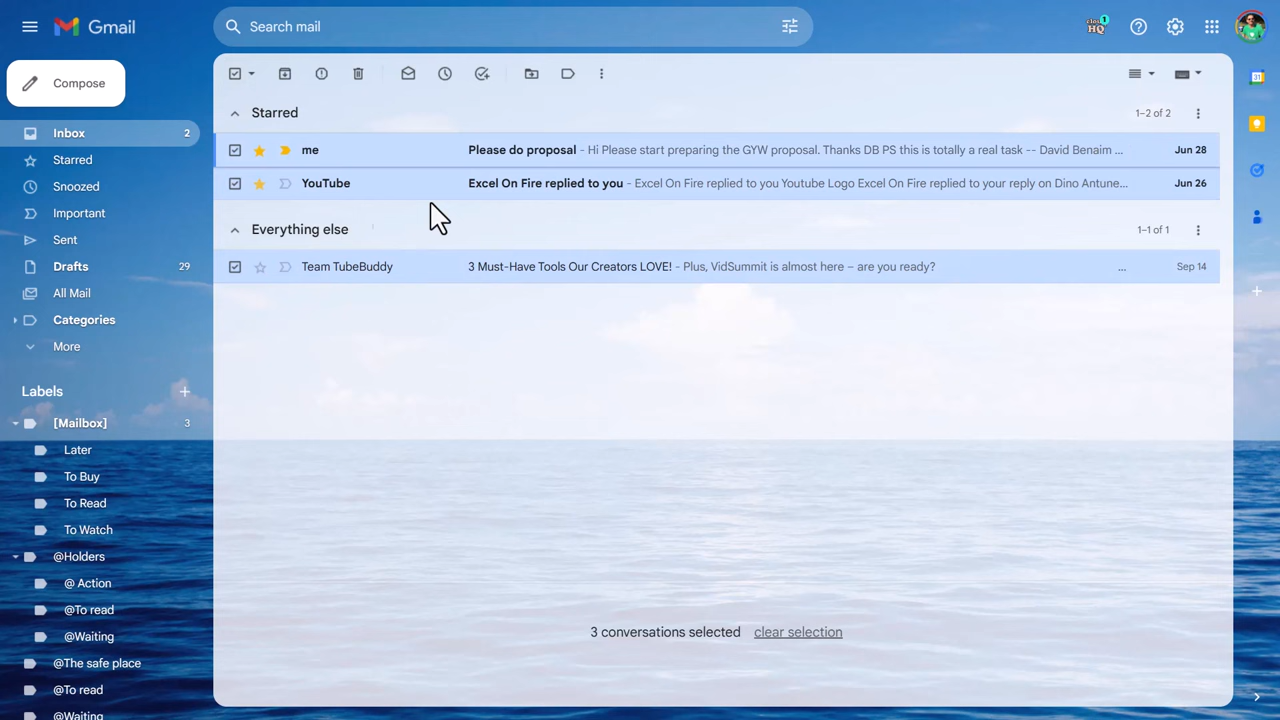 Gmail
Search mail
clos HQ 1
Compose
Inbox 2
Starred
Snoozed
Important
Sent
Drafts 29
All Mail
Categories
More
Labels
[Mailbox] 3
Later
To Buy
To Read
To Watch
@Holders
@ Action
@To read
@Waiting
@The safe place
@To read
@Waiting
Starred 1–2 of 2
me Please do proposal - Hi Please start preparing the GYW proposal. Thanks DB PS this is totally a real task -- David Benaim ... Jun 28
YouTube Excel On Fire replied to you - Excel On Fire replied to you Youtube Logo Excel On Fire replied to your reply on Dino Antune... Jun 26
Everything else 1–1 of 1
Team TubeBuddy 3 Must-Have Tools Our Creators LOVE! - Plus, VidSummit is almost here – are you ready? ... Sep 14
3 conversations selected clear selection
31